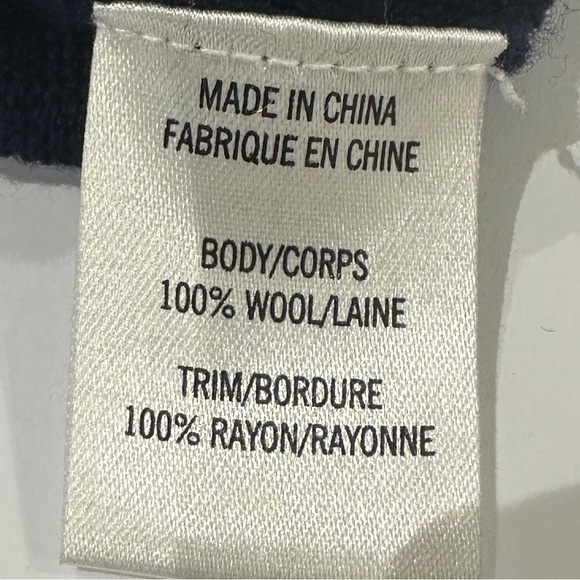 MADE IN CHINA
FABRIQUE EN CHINE
BODY/CORPS
100% WOOL/LAINE
TRIM/BORDURE
100% RAYON/RAYONNE